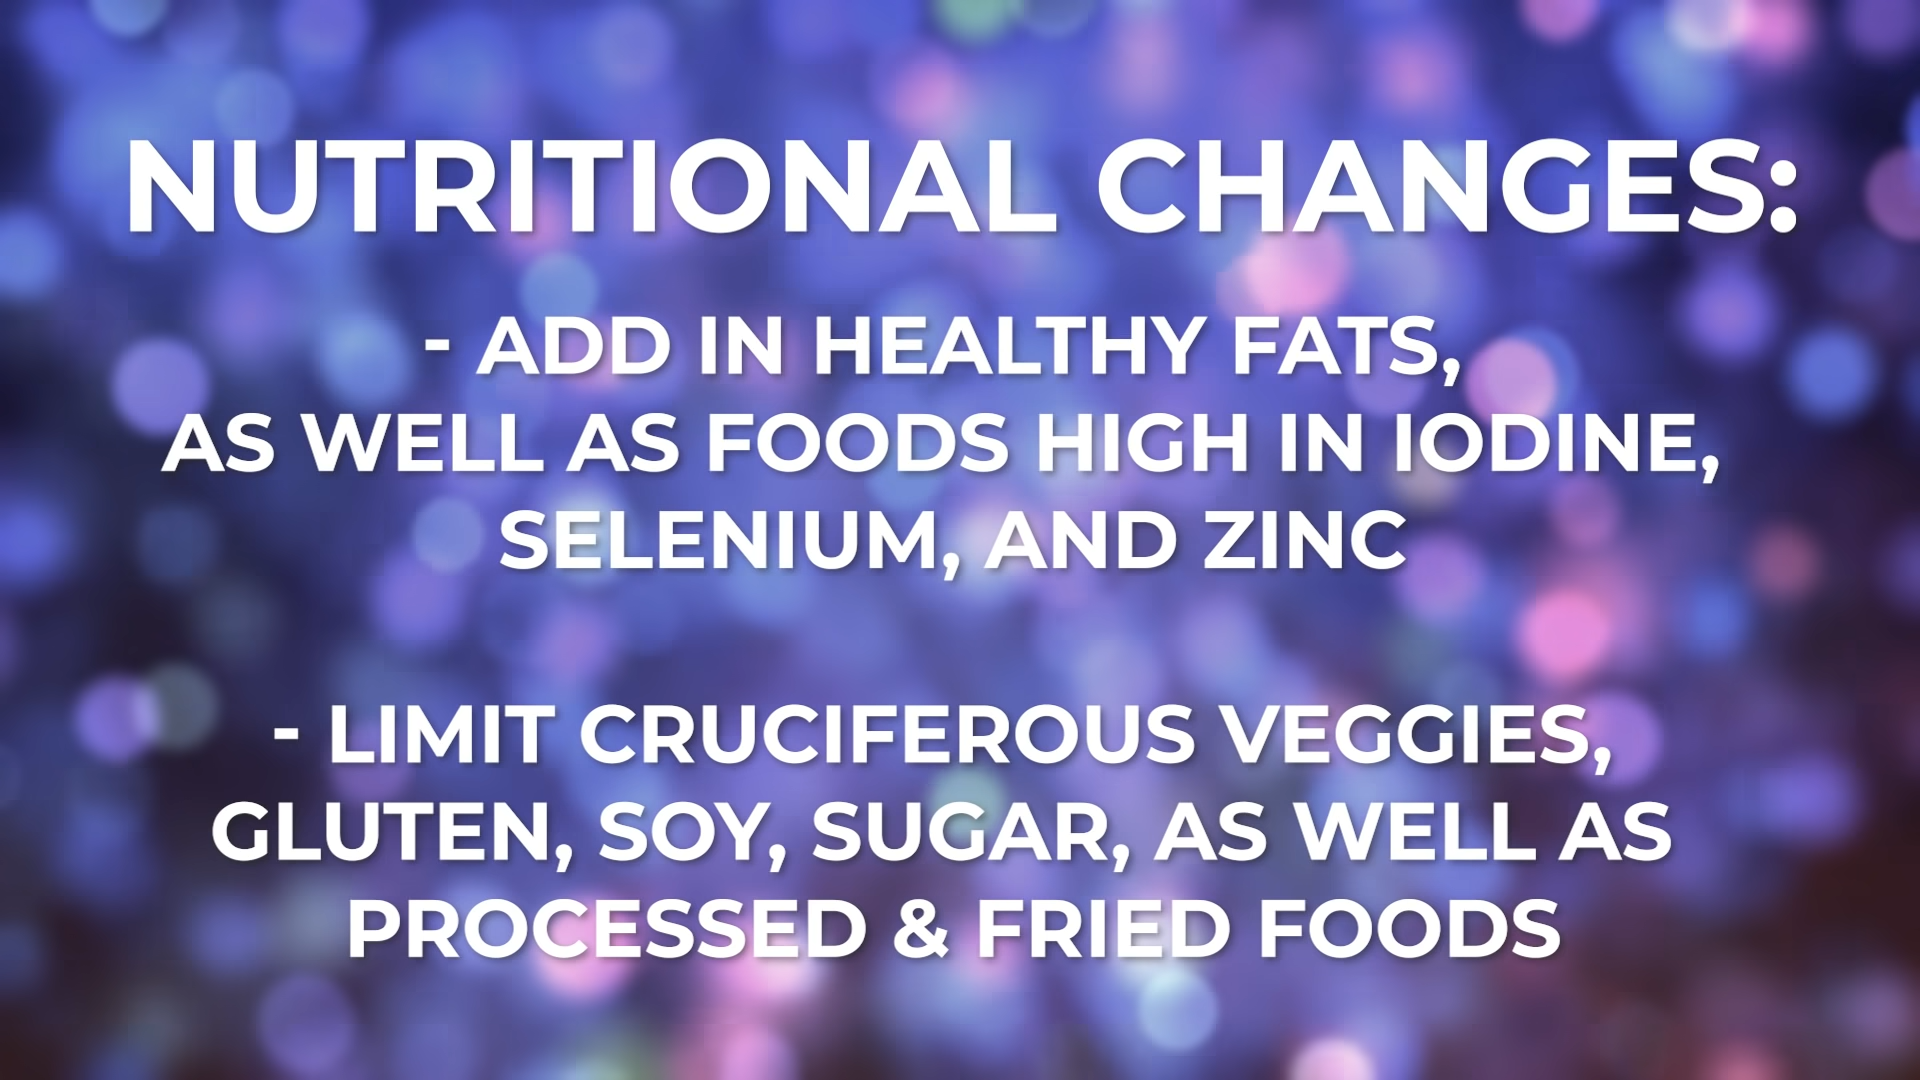 NUTRITIONAL CHANGES:
- ADD IN HEALTHY FATS,
AS WELL AS FOODS HIGH IN IODINE,
SELENIUM, AND ZINC
- LIMIT CRUCIFEROUS VEGGIES,
GLUTEN, SOY, SUGAR, AS WELL AS
PROCESSED & FRIED FOODS